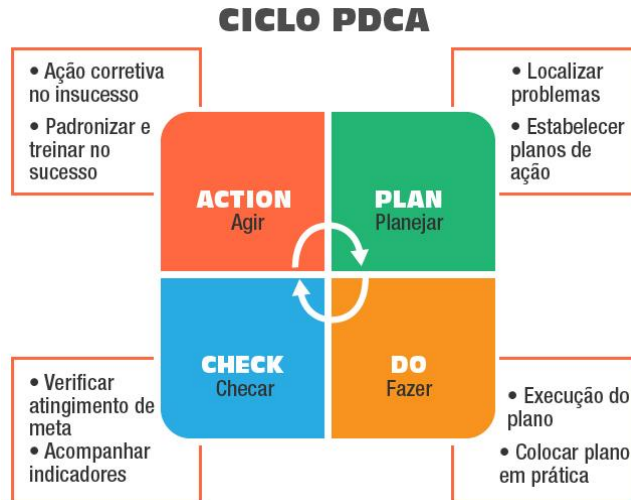 CICLO PDCA
• Ação corretiva
no insucesso
• Padronizar e
treinar no
sucesso
• Localizar
problemas
• Estabelecer
planos de
ação
ACTION
Agir
PLAN
Planejar
CHECK
Checar
DO
Fazer
• Verificar
atingimento de
meta
• Acompanhar
indicadores
• Execução do
plano
• Colocar plano
em prática